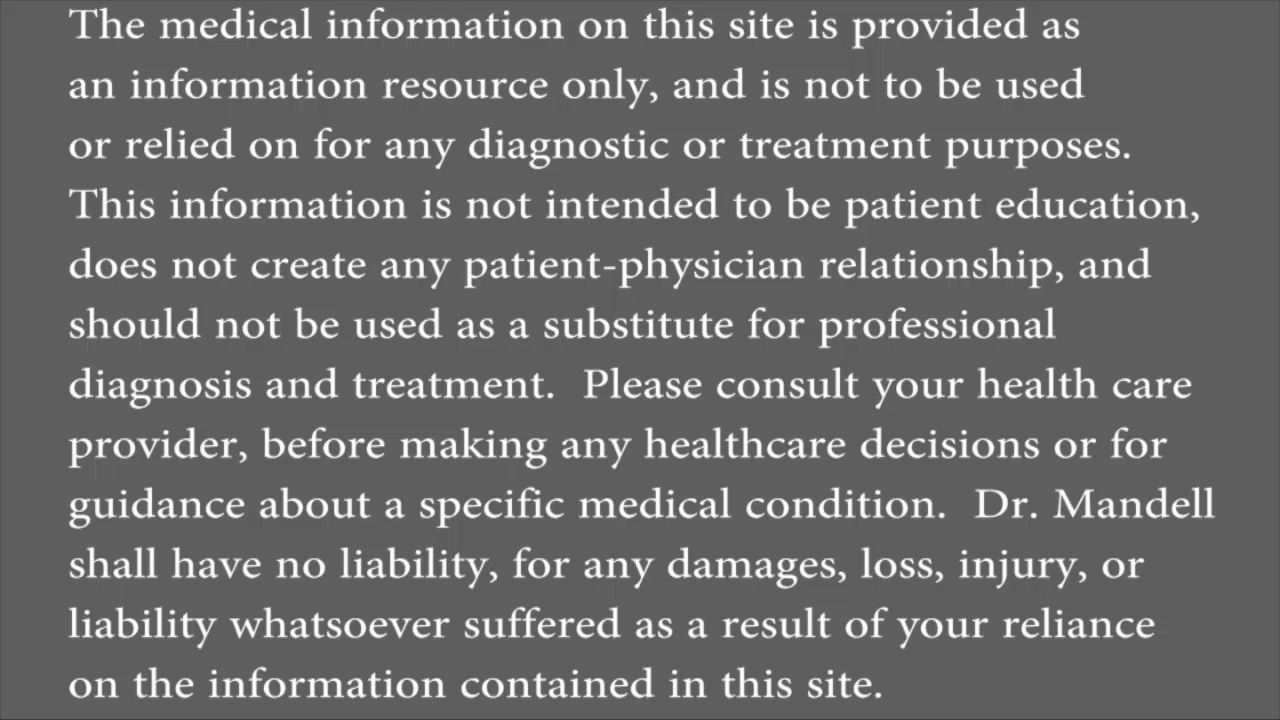 The medical information on this site is provided as
an information resource only, and is not to be used
or relied on for any diagnostic or treatment purposes.
This information is not intended to be patient education,
does not create any patient-physician relationship, and
should not be used as a substitute for professional
diagnosis and treatment.  Please consult your health care
provider, before making any healthcare decisions or for
guidance about a specific medical condition.  Dr. Mandell
shall have no liability, for any damages, loss, injury, or
liability whatsoever suffered as a result of your reliance
on the information contained in this site.